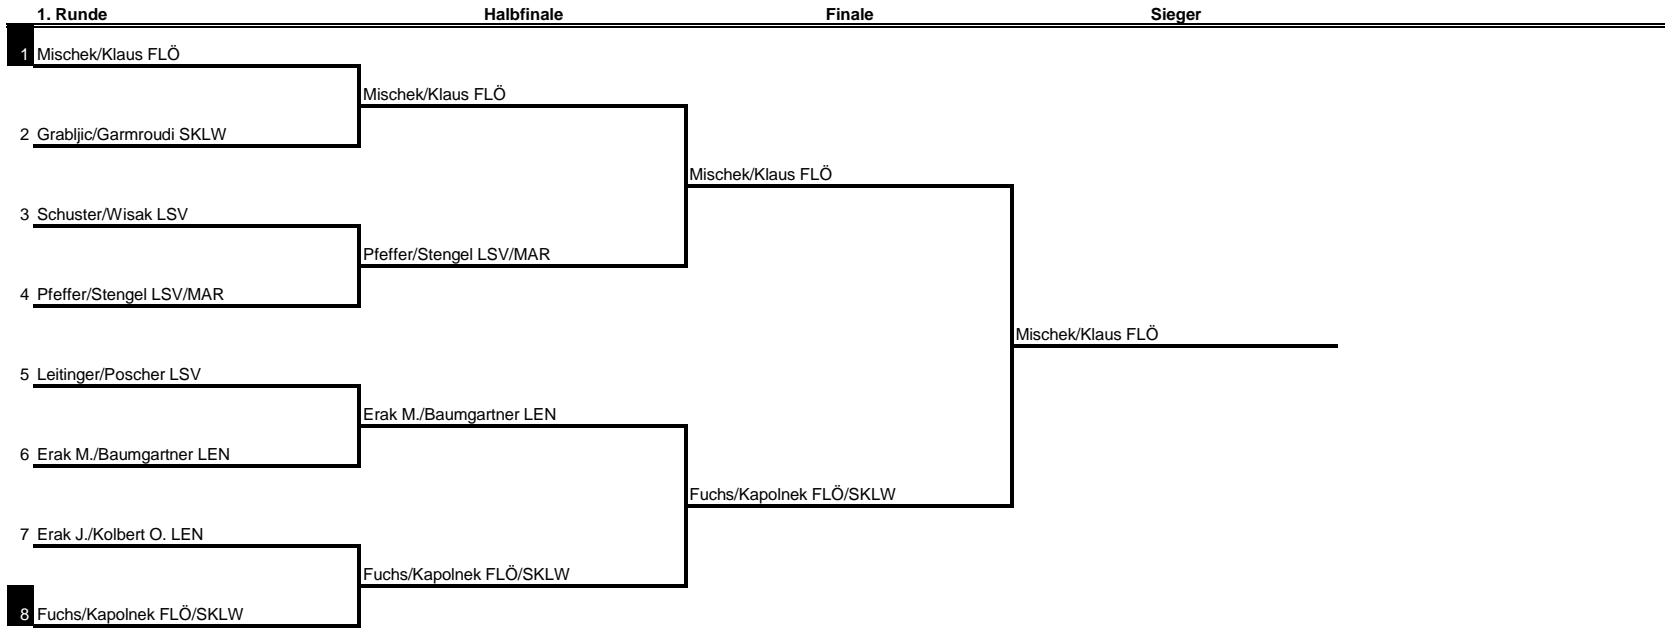 1. Runde Halbfinale Finale Sieger
1 Mischek/Klaus FLÖ
Mischek/Klaus FLÖ
2 Grabljic/Garmroudi SKLW
Mischek/Klaus FLÖ
3 Schuster/Wisak LSV
Pfeffer/Stengel LSV/MAR
4 Pfeffer/Stengel LSV/MAR
Mischek/Klaus FLÖ
5 Leitinger/Poscher LSV
Erak M./Baumgartner LEN
6 Erak M./Baumgartner LEN
Fuchs/Kapolnek FLÖ/SKLW
7 Erak J./Kolbert O. LEN
Fuchs/Kapolnek FLÖ/SKLW
8 Fuchs/Kapolnek FLÖ/SKLW